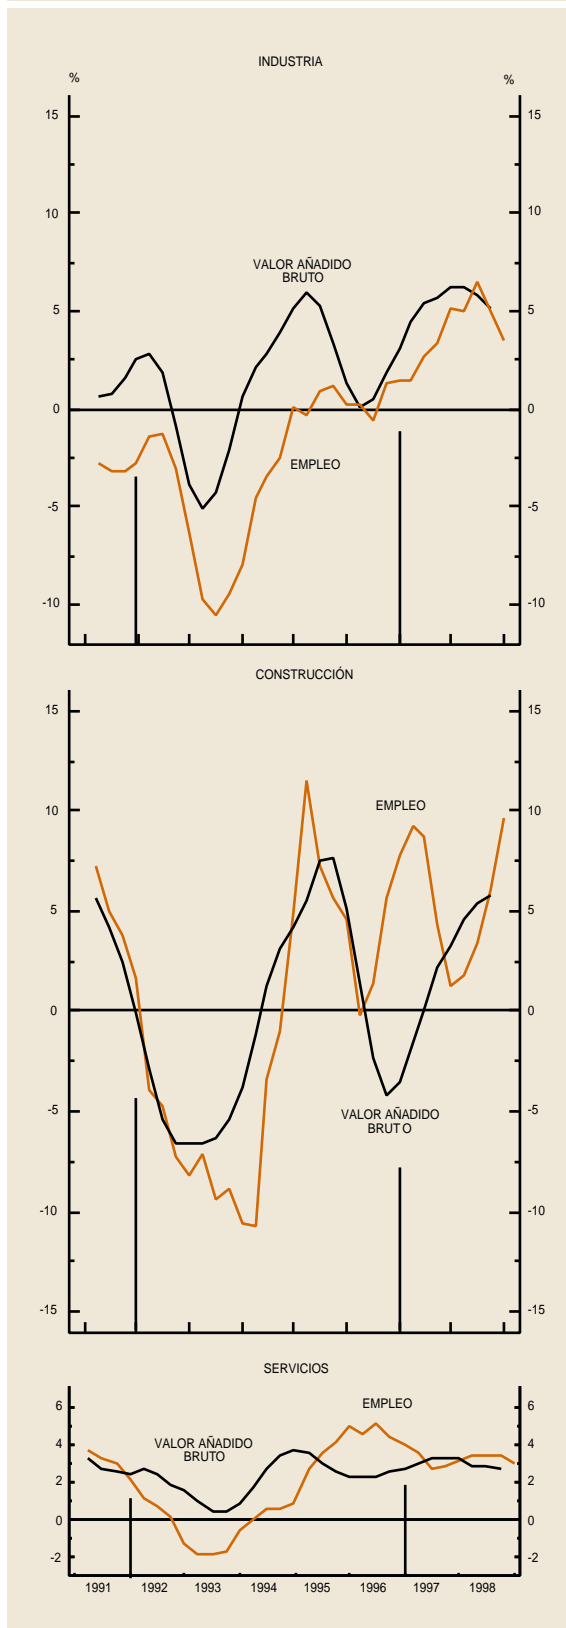 INDUSTRIA
% %
15 15
10 10
VALOR AÑADIDO
BRUTO
5 5
0 0
EMPLEO
-5 -5
-10 -10
CONSTRUCCIÓN
15 15
EMPLEO
10 10
5 5
0 0
-5 -5
VALOR AÑADIDO
BRUTO
-10 -10
-15 -15
SERVICIOS
EMPLEO
6 6
VALOR AÑADIDO
BRUTO
4 4
2 2
0 0
-2 -2
1991 1992 1993 1994 1995 1996 1997 1998